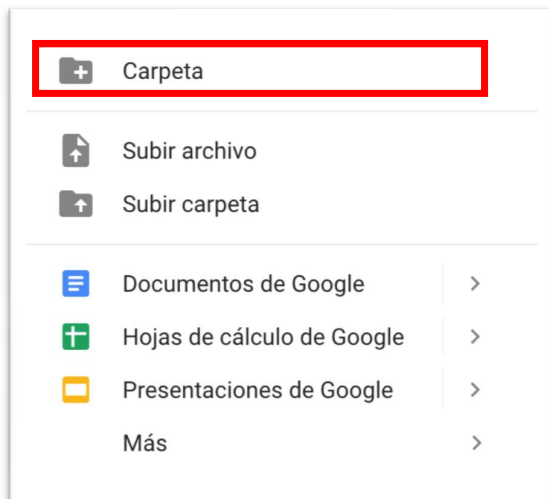 Carpeta
Subir archivo
Subir carpeta
Documentos de Google
Hojas de cálculo de Google
Presentaciones de Google
Más